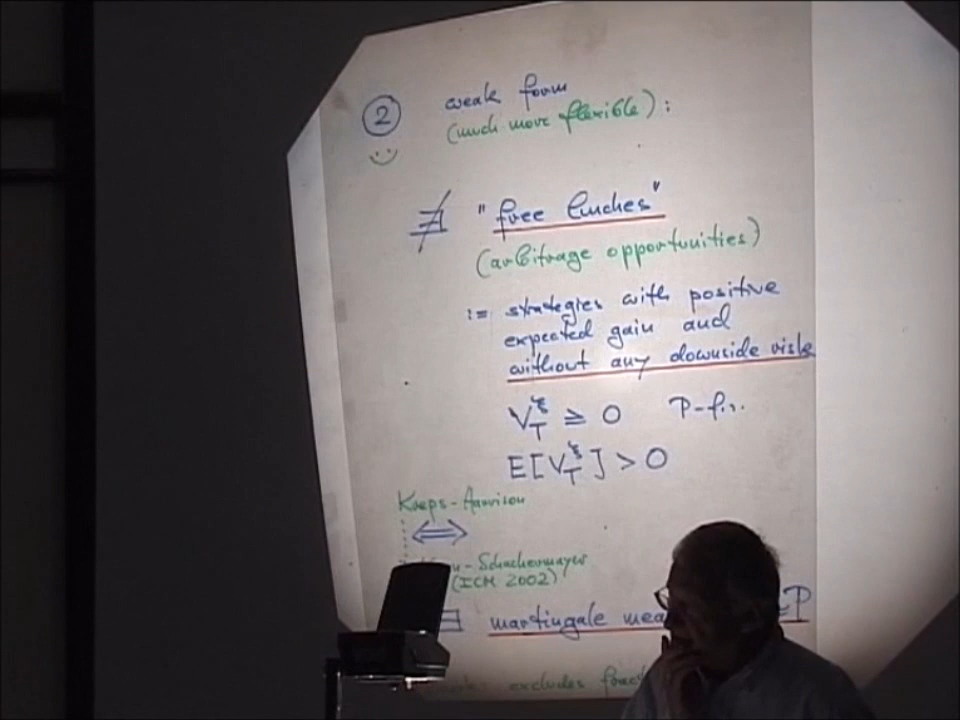 ② weak form
(much more flexible) :
∄ "free lunches"
(arbitrage opportunities)
:= strategies with positive
expected gain and
without any downside risk
V_T^ξ ≥ 0 P-f.s.
E[V_T^ξ] > 0
Kreps-Harrison
⇔
-Schachermayer
(ICM 2002)
∃ martingale P
excludes